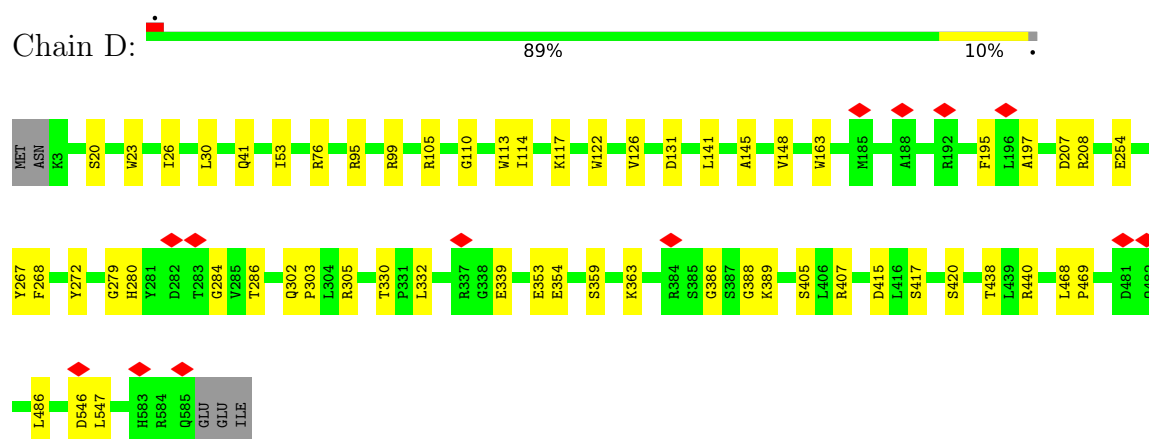 Chain D:
89%
10%
MET ASN K3 S20 W23 I26 L30 Q41 I53 R76 R95 R99 R105 G110 W113 I114 K117 W122 V126 D131 L141 A145 V148 W163 M185 A188 R192 F195 L196 A197 D207 R208 E254
Y267 F268 Y272 G279 H280 Y281 D282 T283 G284 V285 T286 Q302 P303 L304 R305 T330 P331 L332 R337 G338 E339 E353 E354 S359 K363 R384 S385 G386 S387 G388 K389 S405 L406 R407 D415 L416 S417 S420 T438 L439 R440 L468 P469 D481
L486 D546 L547 H583 R584 Q585 GLU GLU ILE